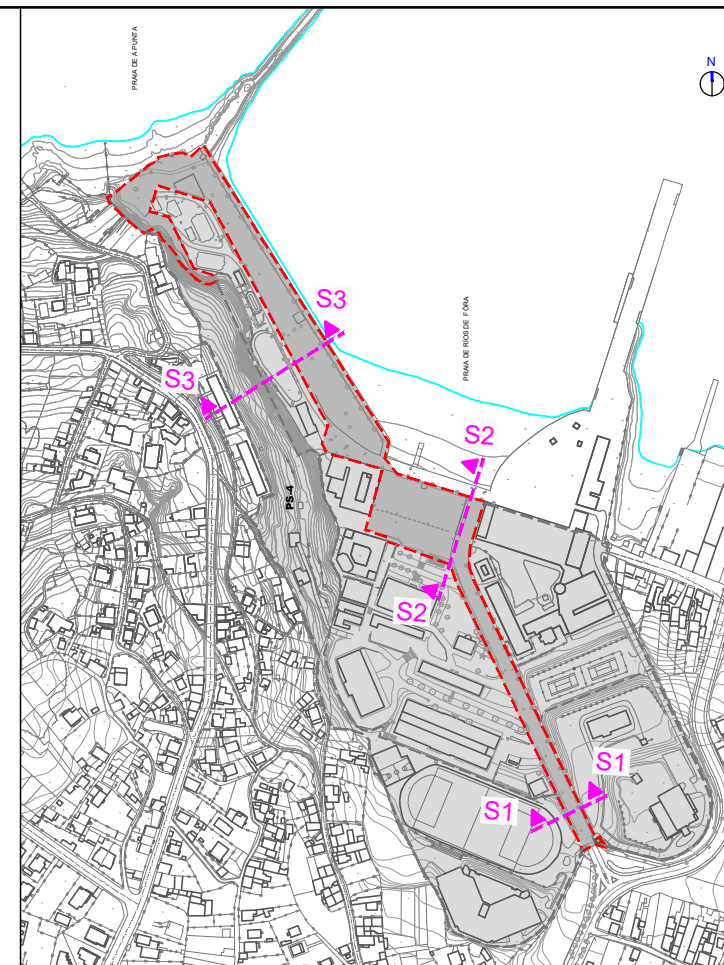 PRAIA DE A PUNTA
N
S3
PRAIA DE RÍOS DE FÓRA
S3
S2
PS-4
S2
S1
S1